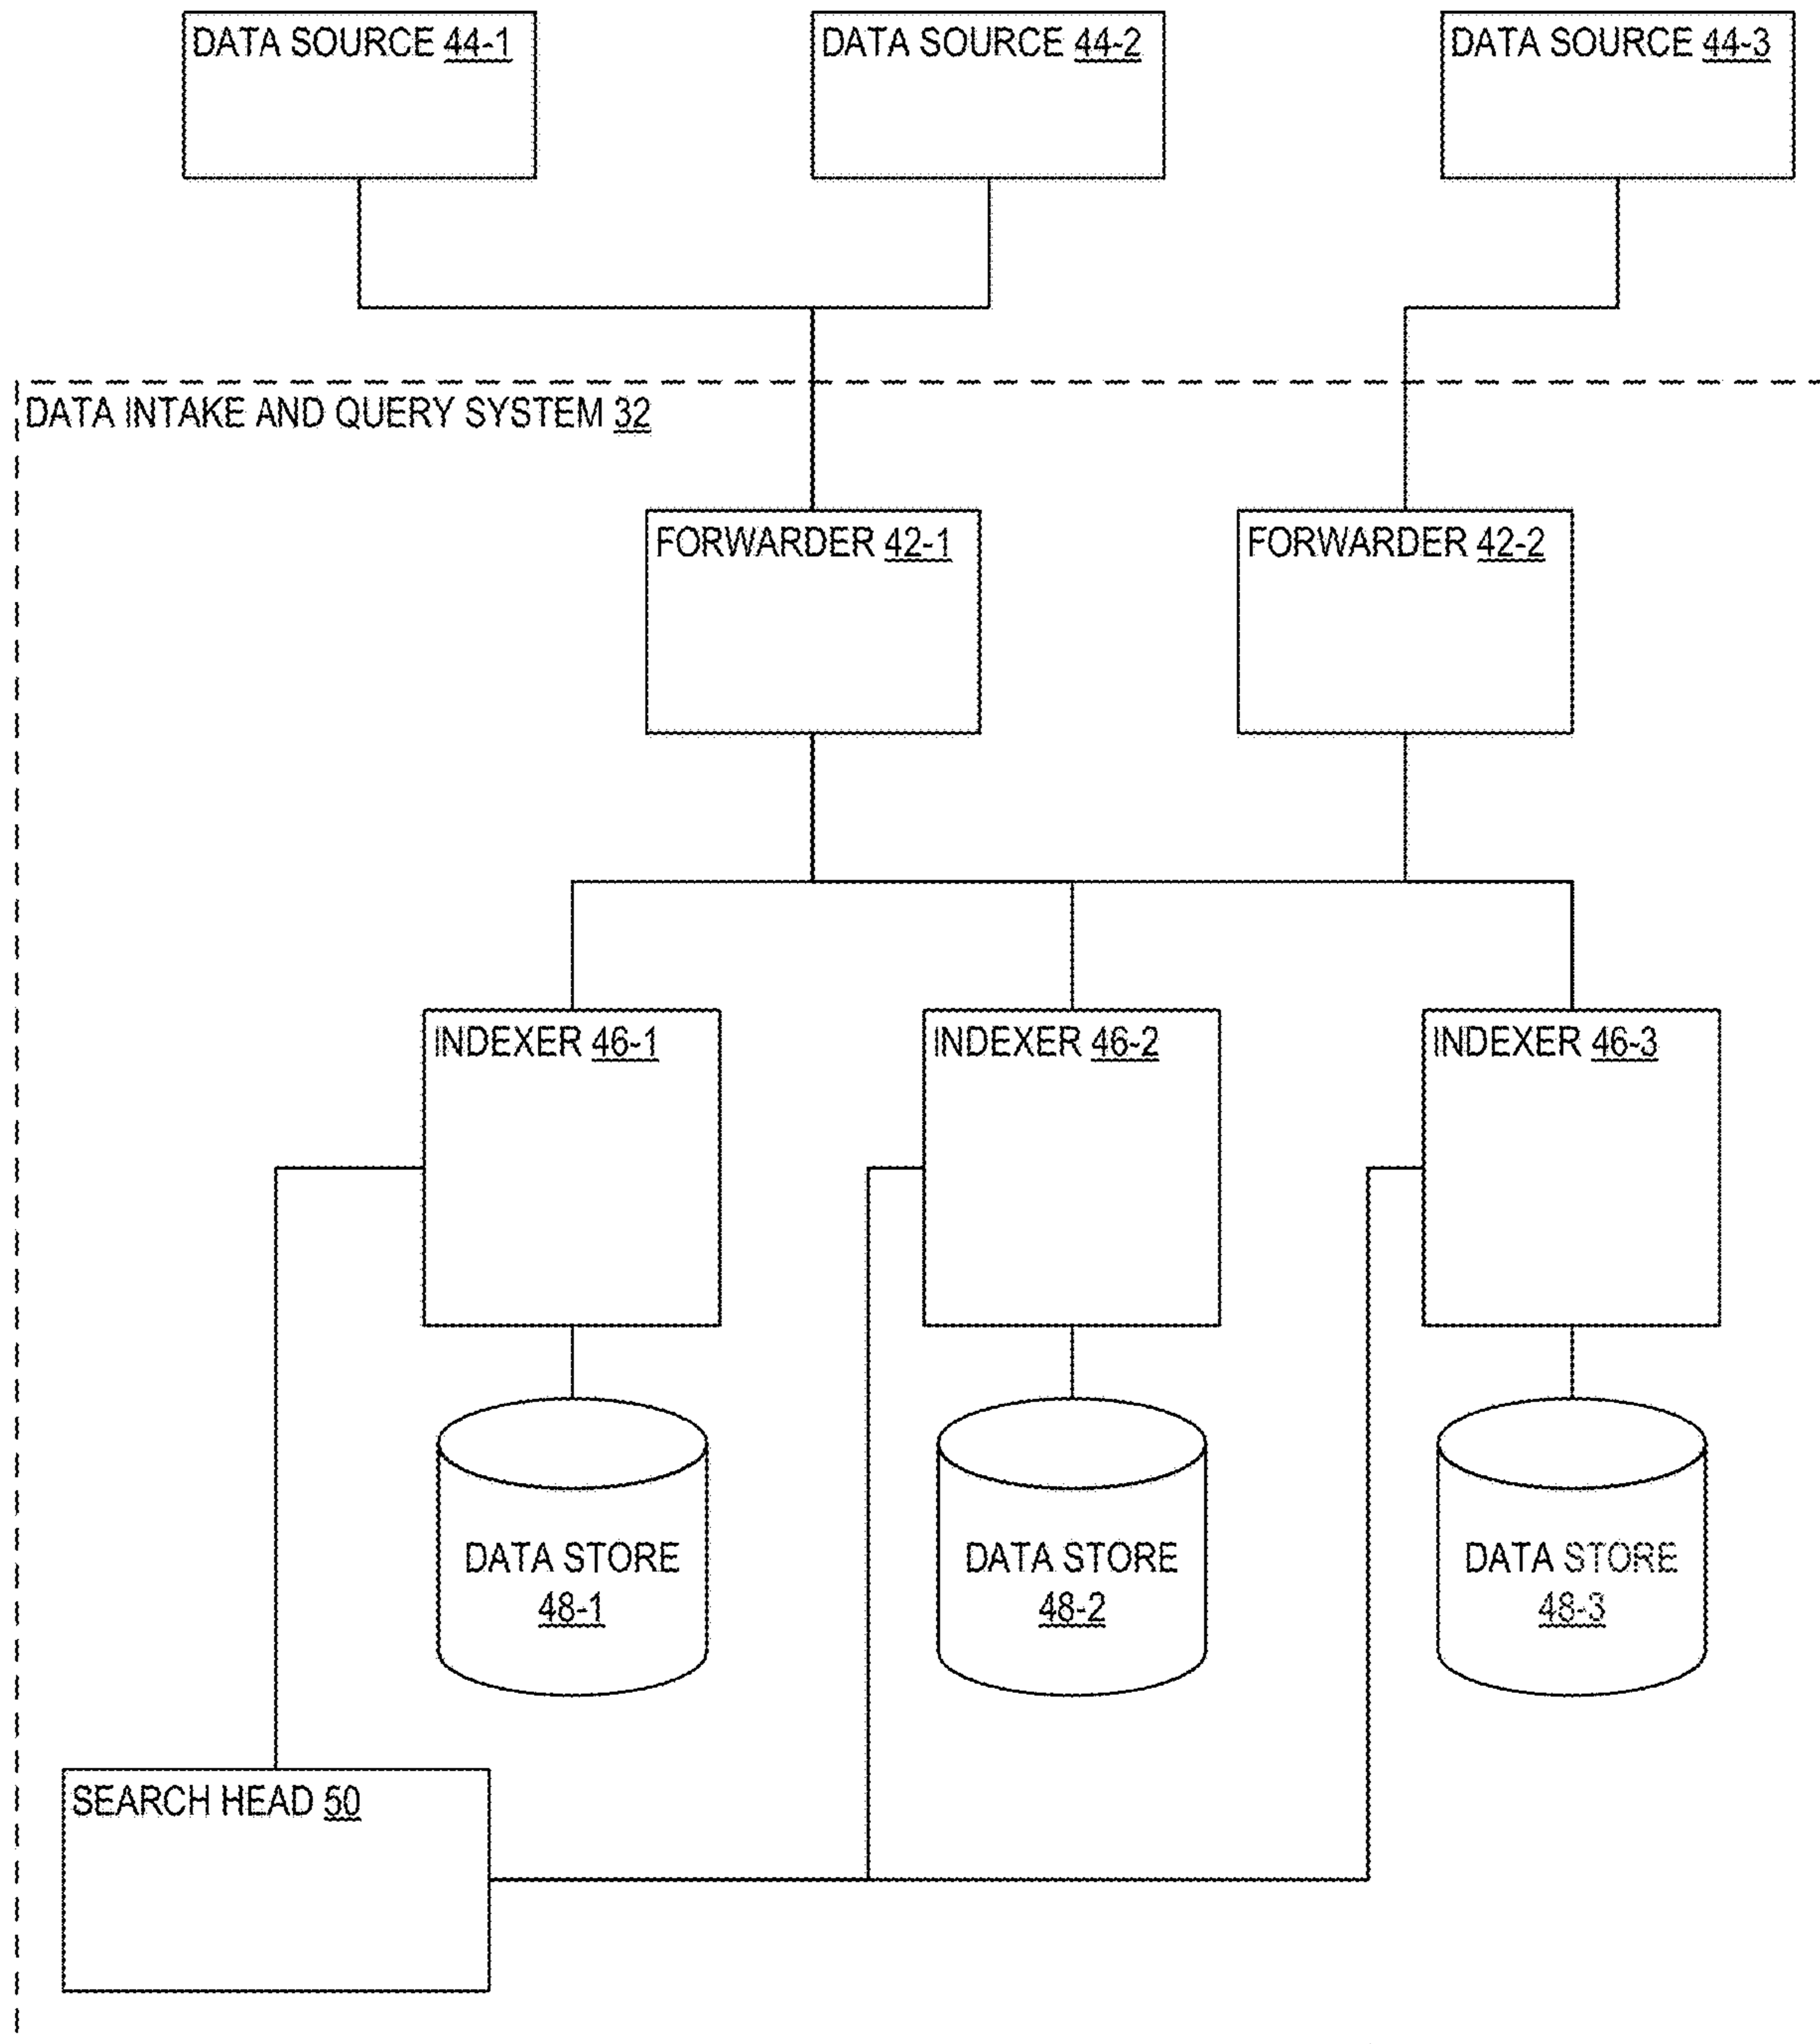 DATA SOURCE 44-1
DATA SOURCE 44-2
DATA SOURCE 44-3
DATA INTAKE AND QUERY SYSTEM 32
FORWARDER 42-1
FORWARDER 42-2
INDEXER 46-1
INDEXER 46-2
INDEXER 46-3
DATA STORE
48-1
DATA STORE
48-2
DATA STORE
48-3
SEARCH HEAD 50